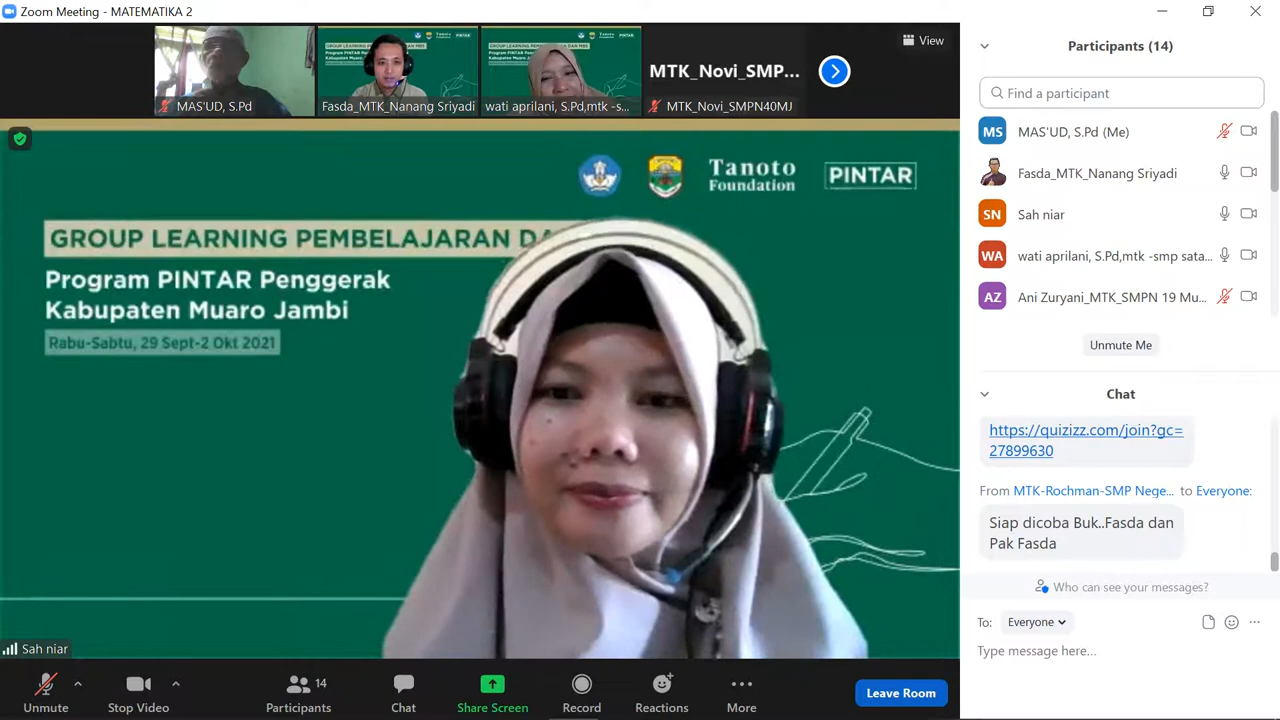 Zoom Meeting - MATEMATIKA 2
View
MAS'UD, S.Pd
Fasda_MTK_Nanang Sriyadi
wati aprilani, S.Pd,mtk -s...
MTK_Novi_SMP...
MTK_Novi_SMPN40MJ
Tanoto
Foundation
PINTAR
GROUP LEARNING PEMBELAJARAN DA
Program PINTAR Penggerak
Kabupaten Muaro Jambi
Rabu-Sabtu, 29 Sept-2 Okt 2021
Sah niar
Unmute
Stop Video
14
Participants
Chat
Share Screen
Record
Reactions
More
Leave Room
Participants (14)
Find a participant
MS
MAS'UD, S.Pd (Me)
Fasda_MTK_Nanang Sriyadi
SN
Sah niar
WA
wati aprilani, S.Pd,mtk -smp sata...
AZ
Ani Zuryani_MTK_SMPN 19 Mu...
Unmute Me
Chat
https://quizizz.com/join?gc=
27899630
From MTK-Rochman-SMP Nege... to Everyone:
Siap dicoba Buk..Fasda dan
Pak Fasda
Who can see your messages?
To: Everyone
Type message here...